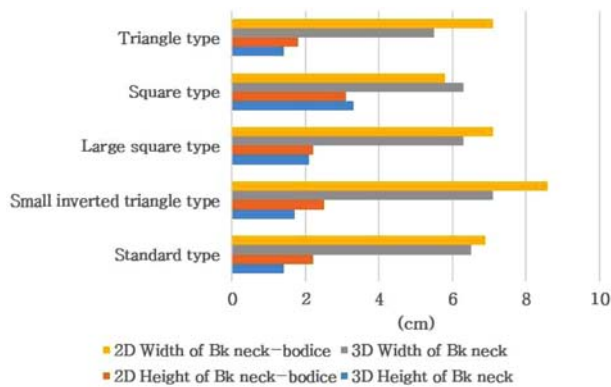 Triangle type
Square type
Large square type
Small inverted triangle type
Standard type
0 2 4 6 8 10
(cm)
2D Width of Bk neck-bodice 3D Width of Bk neck
2D Height of Bk neck-bodice 3D Height of Bk neck